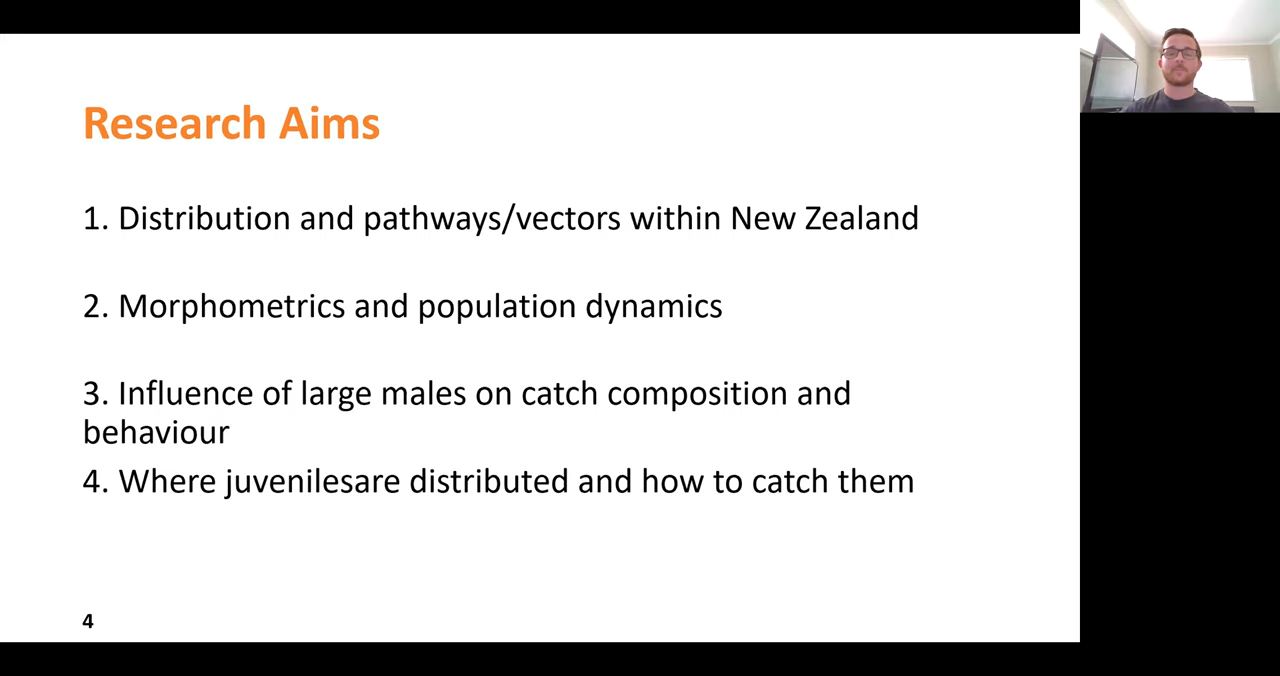 Research Aims
1. Distribution and pathways/vectors within New Zealand
2. Morphometrics and population dynamics
3. Influence of large males on catch composition and
behaviour
4. Where juvenilesare distributed and how to catch them
4